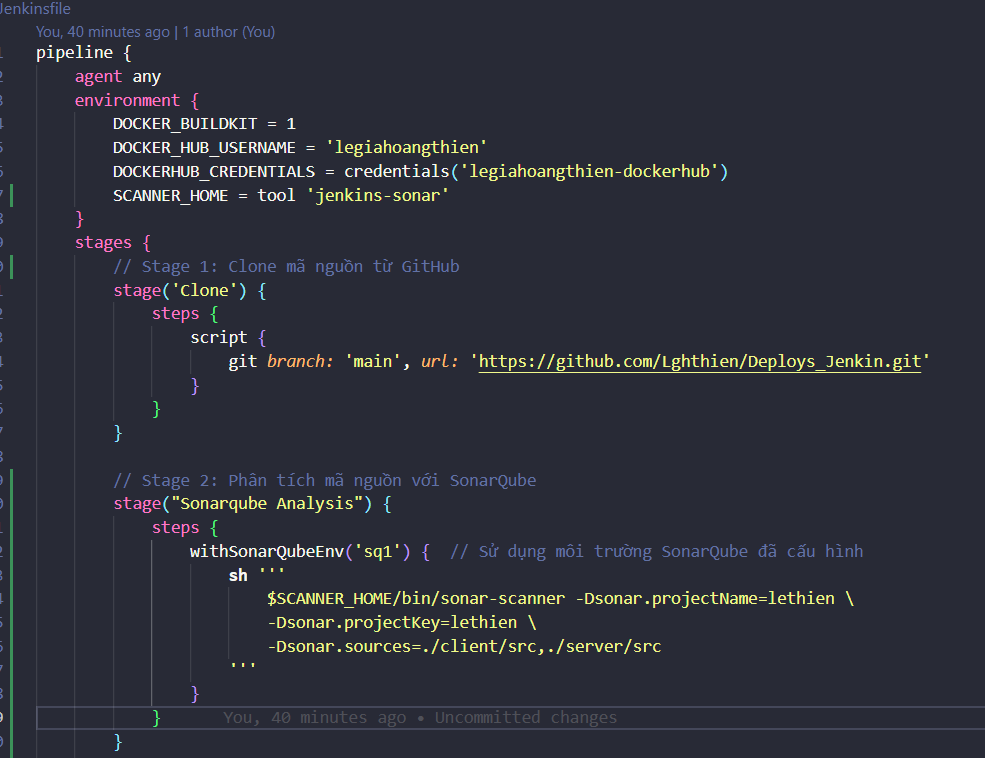 Jenkinsfile
You, 40 minutes ago | 1 author (You)
pipeline {
agent any
environment {
DOCKER_BUILDKIT = 1
DOCKER_HUB_USERNAME = 'legiahoangthien'
DOCKERHUB_CREDENTIALS = credentials('legiahoangthien-dockerhub')
SCANNER_HOME = tool 'jenkins-sonar'
}
stages {
// Stage 1: Clone mã nguồn từ GitHub
stage('Clone') {
steps {
script {
git branch: 'main', url: 'https://github.com/Lghthien/Deploys_Jenkin.git'
}
}
}
// Stage 2: Phân tích mã nguồn với SonarQube
stage("Sonarqube Analysis") {
steps {
withSonarQubeEnv('sq1') { // Sử dụng môi trường SonarQube đã cấu hình
sh '''
$SCANNER_HOME/bin/sonar-scanner -Dsonar.projectName=lethien \
-Dsonar.projectKey=lethien \
-Dsonar.sources=./client/src,./server/src
'''
}
} You, 40 minutes ago • Uncommitted changes
}